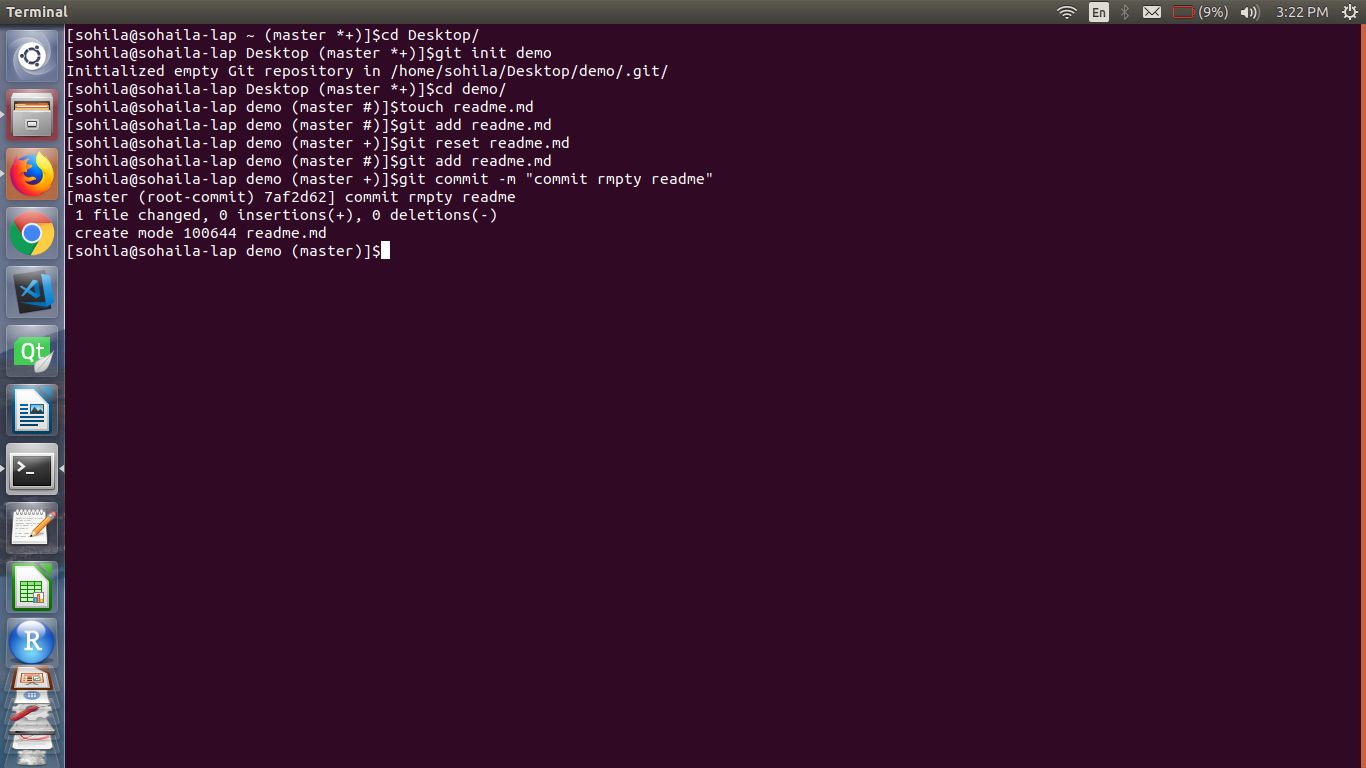 Terminal
En
(9%)
3:22 PM
[sohila@sohaila-lap ~ (master *+)]$cd Desktop/
[sohila@sohaila-lap Desktop (master *+)]$git init demo
Initialized empty Git repository in /home/sohila/Desktop/demo/.git/
[sohila@sohaila-lap Desktop (master *+)]$cd demo/
[sohila@sohaila-lap demo (master #)]$touch readme.md
[sohila@sohaila-lap demo (master #)]$git add readme.md
[sohila@sohaila-lap demo (master +)]$git reset readme.md
[sohila@sohaila-lap demo (master #)]$git add readme.md
[sohila@sohaila-lap demo (master +)]$git commit -m "commit rmpty readme"
[master (root-commit) 7af2d62] commit rmpty readme
 1 file changed, 0 insertions(+), 0 deletions(-)
 create mode 100644 readme.md
[sohila@sohaila-lap demo (master)]$
Qt
>_
R